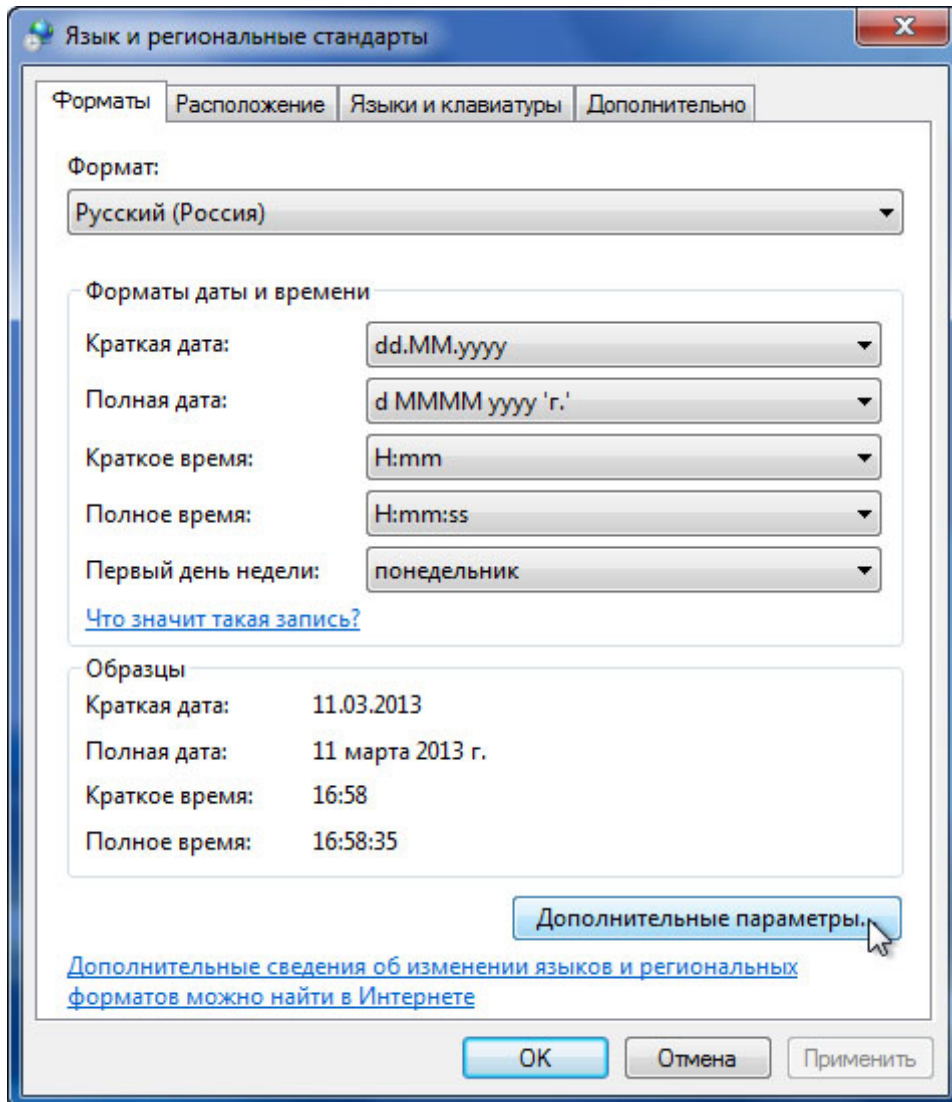 Язык и региональные стандарты
Форматы Расположение Языки и клавиатуры Дополнительно
Формат:
Русский (Россия)
Форматы даты и времени
Краткая дата: dd.MM.yyyy
Полная дата: d MMMM yyyy 'г.'
Краткое время: H:mm
Полное время: H:mm:ss
Первый день недели: понедельник
Что значит такая запись?
Образцы
Краткая дата: 11.03.2013
Полная дата: 11 марта 2013 г.
Краткое время: 16:58
Полное время: 16:58:35
Дополнительные параметры...
Дополнительные сведения об изменении языков и региональных
форматов можно найти в Интернете
ОК Отмена Применить